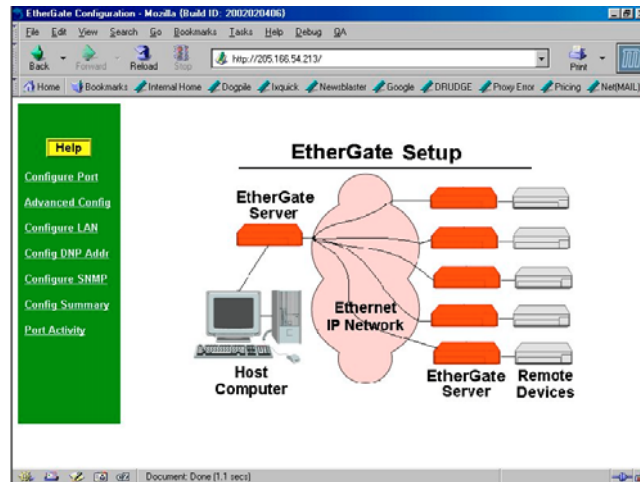 EtherGate Configuration - Mozilla {Build ID: 2002020406}
File Edit View Search Go Bookmarks Tasks Help Debug QA
Back Forward Reload Stop http://205.166.54.213/ Print
Home Bookmarks Internal Home Dogpile Ixquick Newsblaster Google DRUDGE Proxy Error Pricing Net(MAIL)
Help
Configure Port
Advanced Config
Configure LAN
Config DNP Addr
Configure SNMP
Config Summary
Port Activity
EtherGate Setup
EtherGate
Server
Ethernet
IP Network
Host
Computer
EtherGate
Server
Remote
Devices
Document: Done (1.1 secs)